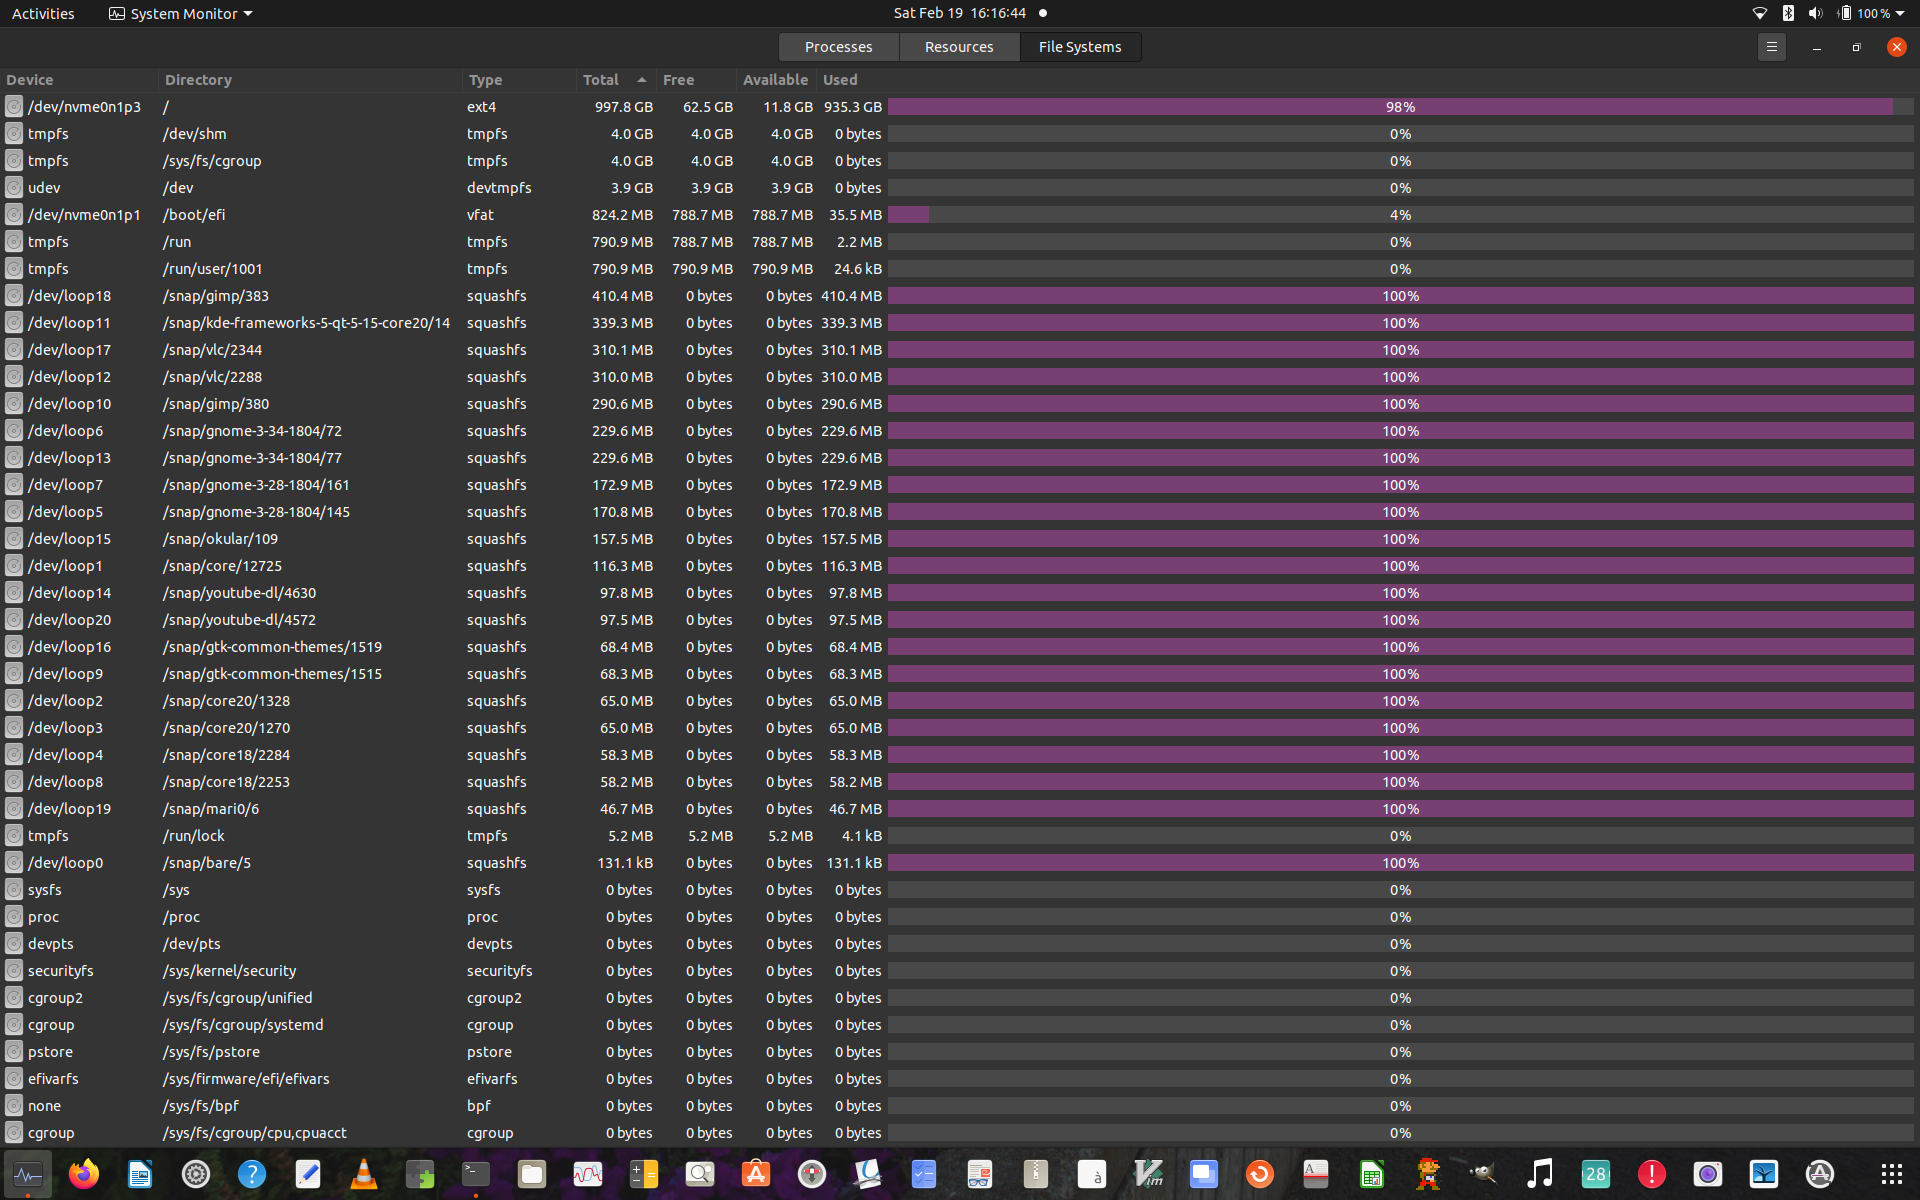 Activities System Monitor Sat Feb 19 16:16:44 100 %
Processes Resources File Systems
Device Directory Type Total Free Available Used
/dev/nvme0n1p3 / ext4 997.8 GB 62.5 GB 11.8 GB 935.3 GB 98%
tmpfs /dev/shm tmpfs 4.0 GB 4.0 GB 4.0 GB 0 bytes 0%
tmpfs /sys/fs/cgroup tmpfs 4.0 GB 4.0 GB 4.0 GB 0 bytes 0%
udev /dev devtmpfs 3.9 GB 3.9 GB 3.9 GB 0 bytes 0%
/dev/nvme0n1p1 /boot/efi vfat 824.2 MB 788.7 MB 788.7 MB 35.5 MB 4%
tmpfs /run tmpfs 790.9 MB 788.7 MB 788.7 MB 2.2 MB 0%
tmpfs /run/user/1001 tmpfs 790.9 MB 790.9 MB 790.9 MB 24.6 kB 0%
/dev/loop18 /snap/gimp/383 squashfs 410.4 MB 0 bytes 0 bytes 410.4 MB 100%
/dev/loop11 /snap/kde-frameworks-5-qt-5-15-core20/14 squashfs 339.3 MB 0 bytes 0 bytes 339.3 MB 100%
/dev/loop17 /snap/vlc/2344 squashfs 310.1 MB 0 bytes 0 bytes 310.1 MB 100%
/dev/loop12 /snap/vlc/2288 squashfs 310.0 MB 0 bytes 0 bytes 310.0 MB 100%
/dev/loop10 /snap/gimp/380 squashfs 290.6 MB 0 bytes 0 bytes 290.6 MB 100%
/dev/loop6 /snap/gnome-3-34-1804/72 squashfs 229.6 MB 0 bytes 0 bytes 229.6 MB 100%
/dev/loop13 /snap/gnome-3-34-1804/77 squashfs 229.6 MB 0 bytes 0 bytes 229.6 MB 100%
/dev/loop7 /snap/gnome-3-28-1804/161 squashfs 172.9 MB 0 bytes 0 bytes 172.9 MB 100%
/dev/loop5 /snap/gnome-3-28-1804/145 squashfs 170.8 MB 0 bytes 0 bytes 170.8 MB 100%
/dev/loop15 /snap/okular/109 squashfs 157.5 MB 0 bytes 0 bytes 157.5 MB 100%
/dev/loop1 /snap/core/12725 squashfs 116.3 MB 0 bytes 0 bytes 116.3 MB 100%
/dev/loop14 /snap/youtube-dl/4630 squashfs 97.8 MB 0 bytes 0 bytes 97.8 MB 100%
/dev/loop20 /snap/youtube-dl/4572 squashfs 97.5 MB 0 bytes 0 bytes 97.5 MB 100%
/dev/loop16 /snap/gtk-common-themes/1519 squashfs 68.4 MB 0 bytes 0 bytes 68.4 MB 100%
/dev/loop9 /snap/gtk-common-themes/1515 squashfs 68.3 MB 0 bytes 0 bytes 68.3 MB 100%
/dev/loop2 /snap/core20/1328 squashfs 65.0 MB 0 bytes 0 bytes 65.0 MB 100%
/dev/loop3 /snap/core20/1270 squashfs 65.0 MB 0 bytes 0 bytes 65.0 MB 100%
/dev/loop4 /snap/core18/2284 squashfs 58.3 MB 0 bytes 0 bytes 58.3 MB 100%
/dev/loop8 /snap/core18/2253 squashfs 58.2 MB 0 bytes 0 bytes 58.2 MB 100%
/dev/loop19 /snap/mari0/6 squashfs 46.7 MB 0 bytes 0 bytes 46.7 MB 100%
tmpfs /run/lock tmpfs 5.2 MB 5.2 MB 5.2 MB 4.1 kB 0%
/dev/loop0 /snap/bare/5 squashfs 131.1 kB 0 bytes 0 bytes 131.1 kB 100%
sysfs /sys sysfs 0 bytes 0 bytes 0 bytes 0 bytes 0%
proc /proc proc 0 bytes 0 bytes 0 bytes 0 bytes 0%
devpts /dev/pts devpts 0 bytes 0 bytes 0 bytes 0 bytes 0%
securityfs /sys/kernel/security securityfs 0 bytes 0 bytes 0 bytes 0 bytes 0%
cgroup2 /sys/fs/cgroup/unified cgroup2 0 bytes 0 bytes 0 bytes 0 bytes 0%
cgroup /sys/fs/cgroup/systemd cgroup 0 bytes 0 bytes 0 bytes 0 bytes 0%
pstore /sys/fs/pstore pstore 0 bytes 0 bytes 0 bytes 0 bytes 0%
efivarfs /sys/firmware/efi/efivars efivarfs 0 bytes 0 bytes 0 bytes 0 bytes 0%
none /sys/fs/bpf bpf 0 bytes 0 bytes 0 bytes 0 bytes 0%
cgroup /sys/fs/cgroup/cpu,cpuacct cgroup 0 bytes 0 bytes 0 bytes 0 bytes 0%
? >_ A à Vim A 28 !